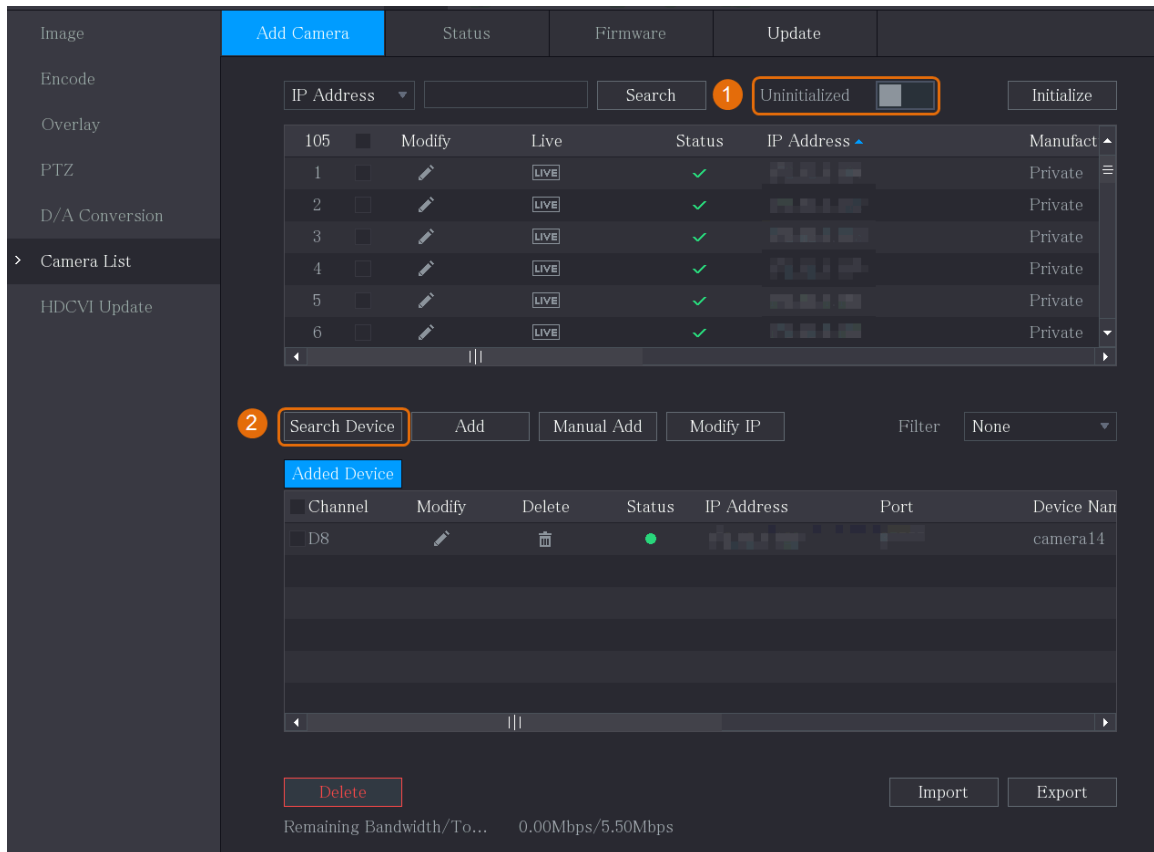 Image
Encode
Overlay
PTZ
D/A Conversion
Camera List
HDCVI Update
Add Camera Status Firmware Update
IP Address Search 1 Uninitialized Initialize
105 Modify Live Status IP Address Manufact
1 LIVE Private
2 LIVE Private
3 LIVE Private
4 LIVE Private
5 LIVE Private
6 LIVE Private
2 Search Device Add Manual Add Modify IP Filter None
Added Device
Channel Modify Delete Status IP Address Port Device Nam
D8 camera14
Delete Import Export
Remaining Bandwidth/To... 0.00Mbps/5.50Mbps